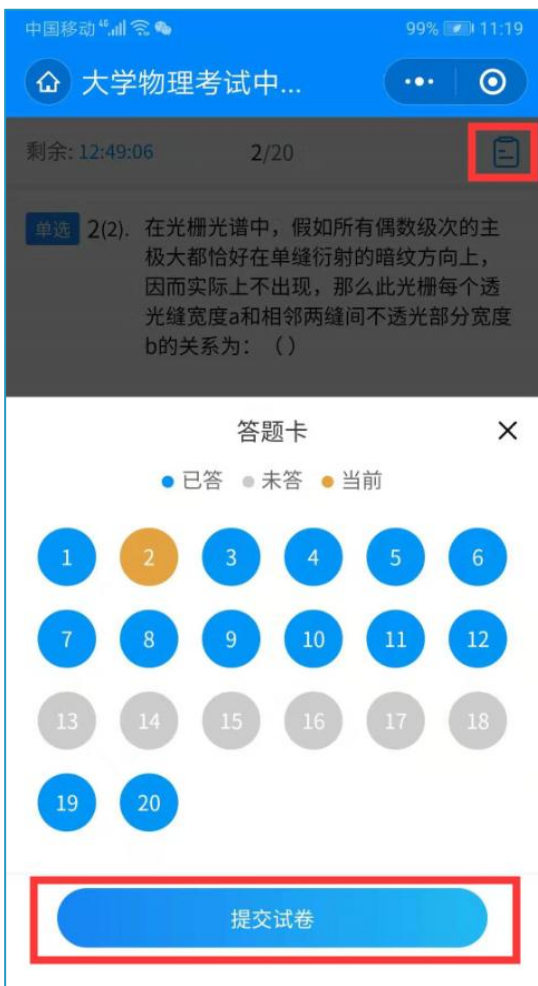 中国移动 46 99% 11:19
大学物理考试中...
剩余: 12:49:06 2/20
单选 2(2). 在光栅光谱中，假如所有偶数级次的主
极大都恰好在单缝衍射的暗纹方向上，
因而实际上不出现，那么此光栅每个透
光缝宽度a和相邻两缝间不透光部分宽度
b的关系为：（ ）
答题卡
已答 未答 当前
1 2 3 4 5 6
7 8 9 10 11 12
13 14 15 16 17 18
19 20
提交试卷